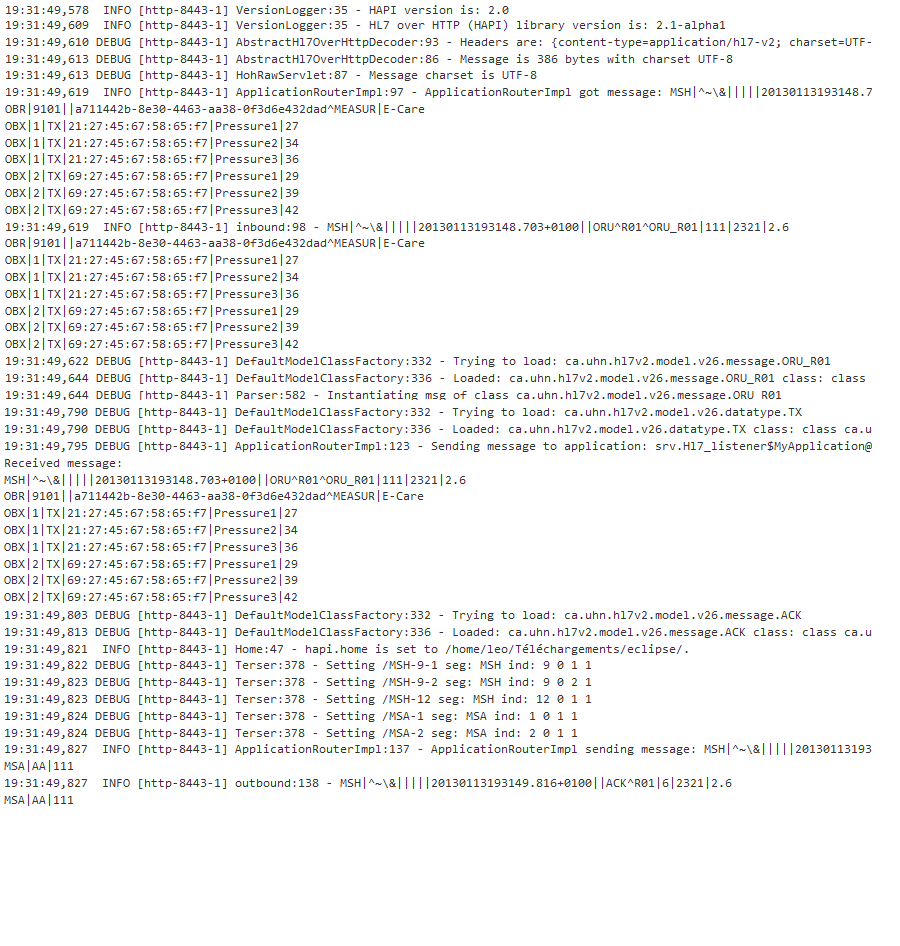 19:31:49,578  INFO [http-8443-1] VersionLogger:35 - HAPI version is: 2.0
19:31:49,609  INFO [http-8443-1] VersionLogger:35 - HL7 over HTTP (HAPI) library version is: 2.1-alpha1
19:31:49,610 DEBUG [http-8443-1] AbstractHl7OverHttpDecoder:93 - Headers are: {content-type=application/hl7-v2; charset=UTF-
19:31:49,613 DEBUG [http-8443-1] AbstractHl7OverHttpDecoder:86 - Message is 386 bytes with charset UTF-8
19:31:49,613 DEBUG [http-8443-1] HohRawServlet:87 - Message charset is UTF-8
19:31:49,619  INFO [http-8443-1] ApplicationRouterImpl:97 - ApplicationRouterImpl got message: MSH|^~\&|||||20130113193148.7
OBR|9101||a711442b-8e30-4463-aa38-0f3d6e432dad^MEASUR|E-Care
OBX|1|TX|21:27:45:67:58:65:f7|Pressure1|27
OBX|1|TX|21:27:45:67:58:65:f7|Pressure2|34
OBX|1|TX|21:27:45:67:58:65:f7|Pressure3|36
OBX|2|TX|69:27:45:67:58:65:f7|Pressure1|29
OBX|2|TX|69:27:45:67:58:65:f7|Pressure2|39
OBX|2|TX|69:27:45:67:58:65:f7|Pressure3|42
19:31:49,619  INFO [http-8443-1] inbound:98 - MSH|^~\&|||||20130113193148.703+0100||ORU^R01^ORU_R01|111|2321|2.6
OBR|9101||a711442b-8e30-4463-aa38-0f3d6e432dad^MEASUR|E-Care
OBX|1|TX|21:27:45:67:58:65:f7|Pressure1|27
OBX|1|TX|21:27:45:67:58:65:f7|Pressure2|34
OBX|1|TX|21:27:45:67:58:65:f7|Pressure3|36
OBX|2|TX|69:27:45:67:58:65:f7|Pressure1|29
OBX|2|TX|69:27:45:67:58:65:f7|Pressure2|39
OBX|2|TX|69:27:45:67:58:65:f7|Pressure3|42
19:31:49,622 DEBUG [http-8443-1] DefaultModelClassFactory:332 - Trying to load: ca.uhn.hl7v2.model.v26.message.ORU_R01
19:31:49,644 DEBUG [http-8443-1] DefaultModelClassFactory:336 - Loaded: ca.uhn.hl7v2.model.v26.message.ORU_R01 class: class
19:31:49,644 DEBUG [http-8443-1] Parser:582 - Instantiating msg of class ca.uhn.hl7v2.model.v26.message.ORU_R01
19:31:49,790 DEBUG [http-8443-1] DefaultModelClassFactory:332 - Trying to load: ca.uhn.hl7v2.model.v26.datatype.TX
19:31:49,790 DEBUG [http-8443-1] DefaultModelClassFactory:336 - Loaded: ca.uhn.hl7v2.model.v26.datatype.TX class: class ca.u
19:31:49,795 DEBUG [http-8443-1] ApplicationRouterImpl:123 - Sending message to application: srv.Hl7_listener$MyApplication@
Received message:
MSH|^~\&|||||20130113193148.703+0100||ORU^R01^ORU_R01|111|2321|2.6
OBR|9101||a711442b-8e30-4463-aa38-0f3d6e432dad^MEASUR|E-Care
OBX|1|TX|21:27:45:67:58:65:f7|Pressure1|27
OBX|1|TX|21:27:45:67:58:65:f7|Pressure2|34
OBX|1|TX|21:27:45:67:58:65:f7|Pressure3|36
OBX|2|TX|69:27:45:67:58:65:f7|Pressure1|29
OBX|2|TX|69:27:45:67:58:65:f7|Pressure2|39
OBX|2|TX|69:27:45:67:58:65:f7|Pressure3|42
19:31:49,803 DEBUG [http-8443-1] DefaultModelClassFactory:332 - Trying to load: ca.uhn.hl7v2.model.v26.message.ACK
19:31:49,813 DEBUG [http-8443-1] DefaultModelClassFactory:336 - Loaded: ca.uhn.hl7v2.model.v26.message.ACK class: class ca.u
19:31:49,821  INFO [http-8443-1] Home:47 - hapi.home is set to /home/leo/Téléchargements/eclipse/.
19:31:49,822 DEBUG [http-8443-1] Terser:378 - Setting /MSH-9-1 seg: MSH ind: 9 0 1 1
19:31:49,823 DEBUG [http-8443-1] Terser:378 - Setting /MSH-9-2 seg: MSH ind: 9 0 2 1
19:31:49,823 DEBUG [http-8443-1] Terser:378 - Setting /MSH-12 seg: MSH ind: 12 0 1 1
19:31:49,824 DEBUG [http-8443-1] Terser:378 - Setting /MSA-1 seg: MSA ind: 1 0 1 1
19:31:49,824 DEBUG [http-8443-1] Terser:378 - Setting /MSA-2 seg: MSA ind: 2 0 1 1
19:31:49,827  INFO [http-8443-1] ApplicationRouterImpl:137 - ApplicationRouterImpl sending message: MSH|^~\&|||||20130113193
MSA|AA|111
19:31:49,827  INFO [http-8443-1] outbound:138 - MSH|^~\&|||||20130113193149.816+0100||ACK^R01|6|2321|2.6
MSA|AA|111